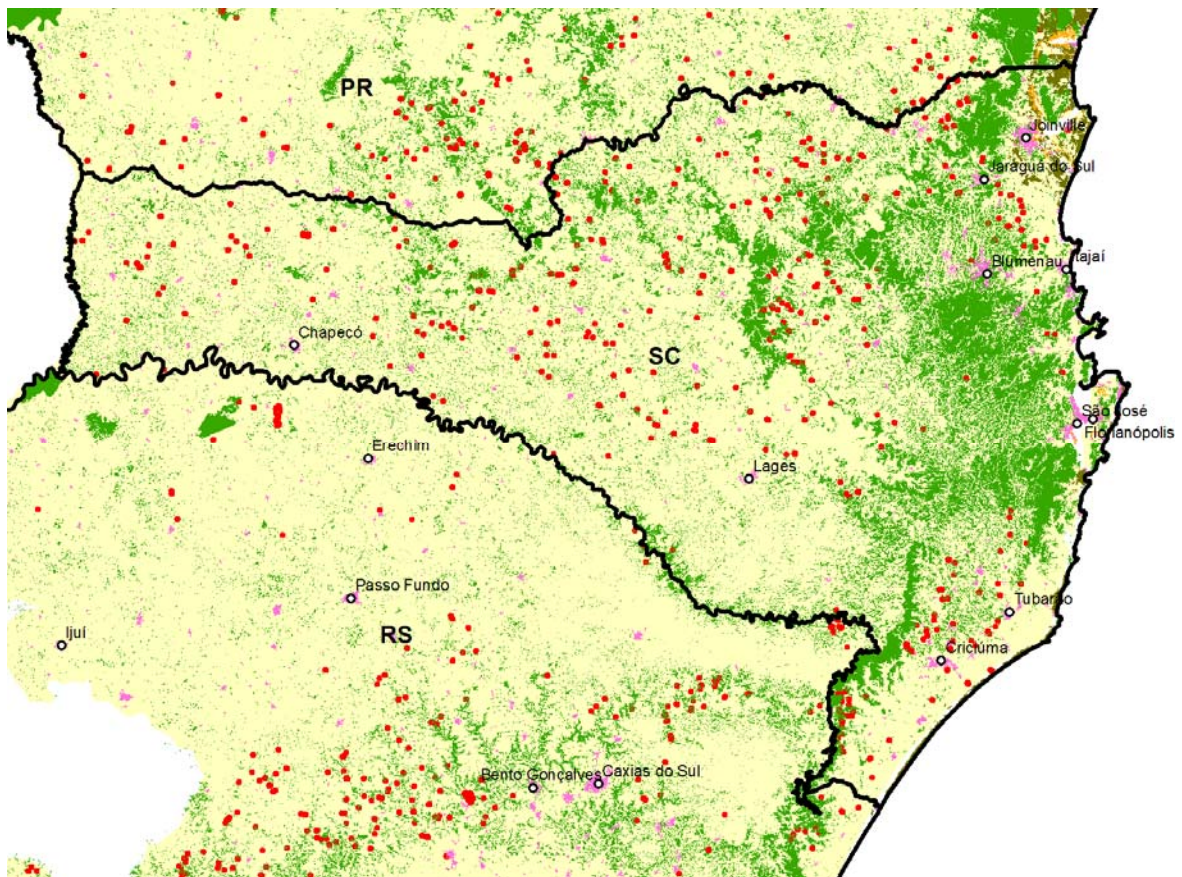 PR
Joinville
Jaraguá do Sul
Blumenau
Itajaí
Chapecó
SC
São José
Florianópolis
Erechim
Lages
Passo Fundo
Tubarão
RS
Ijuí
Criciúma
Bento Gonçalves
Caxias do Sul